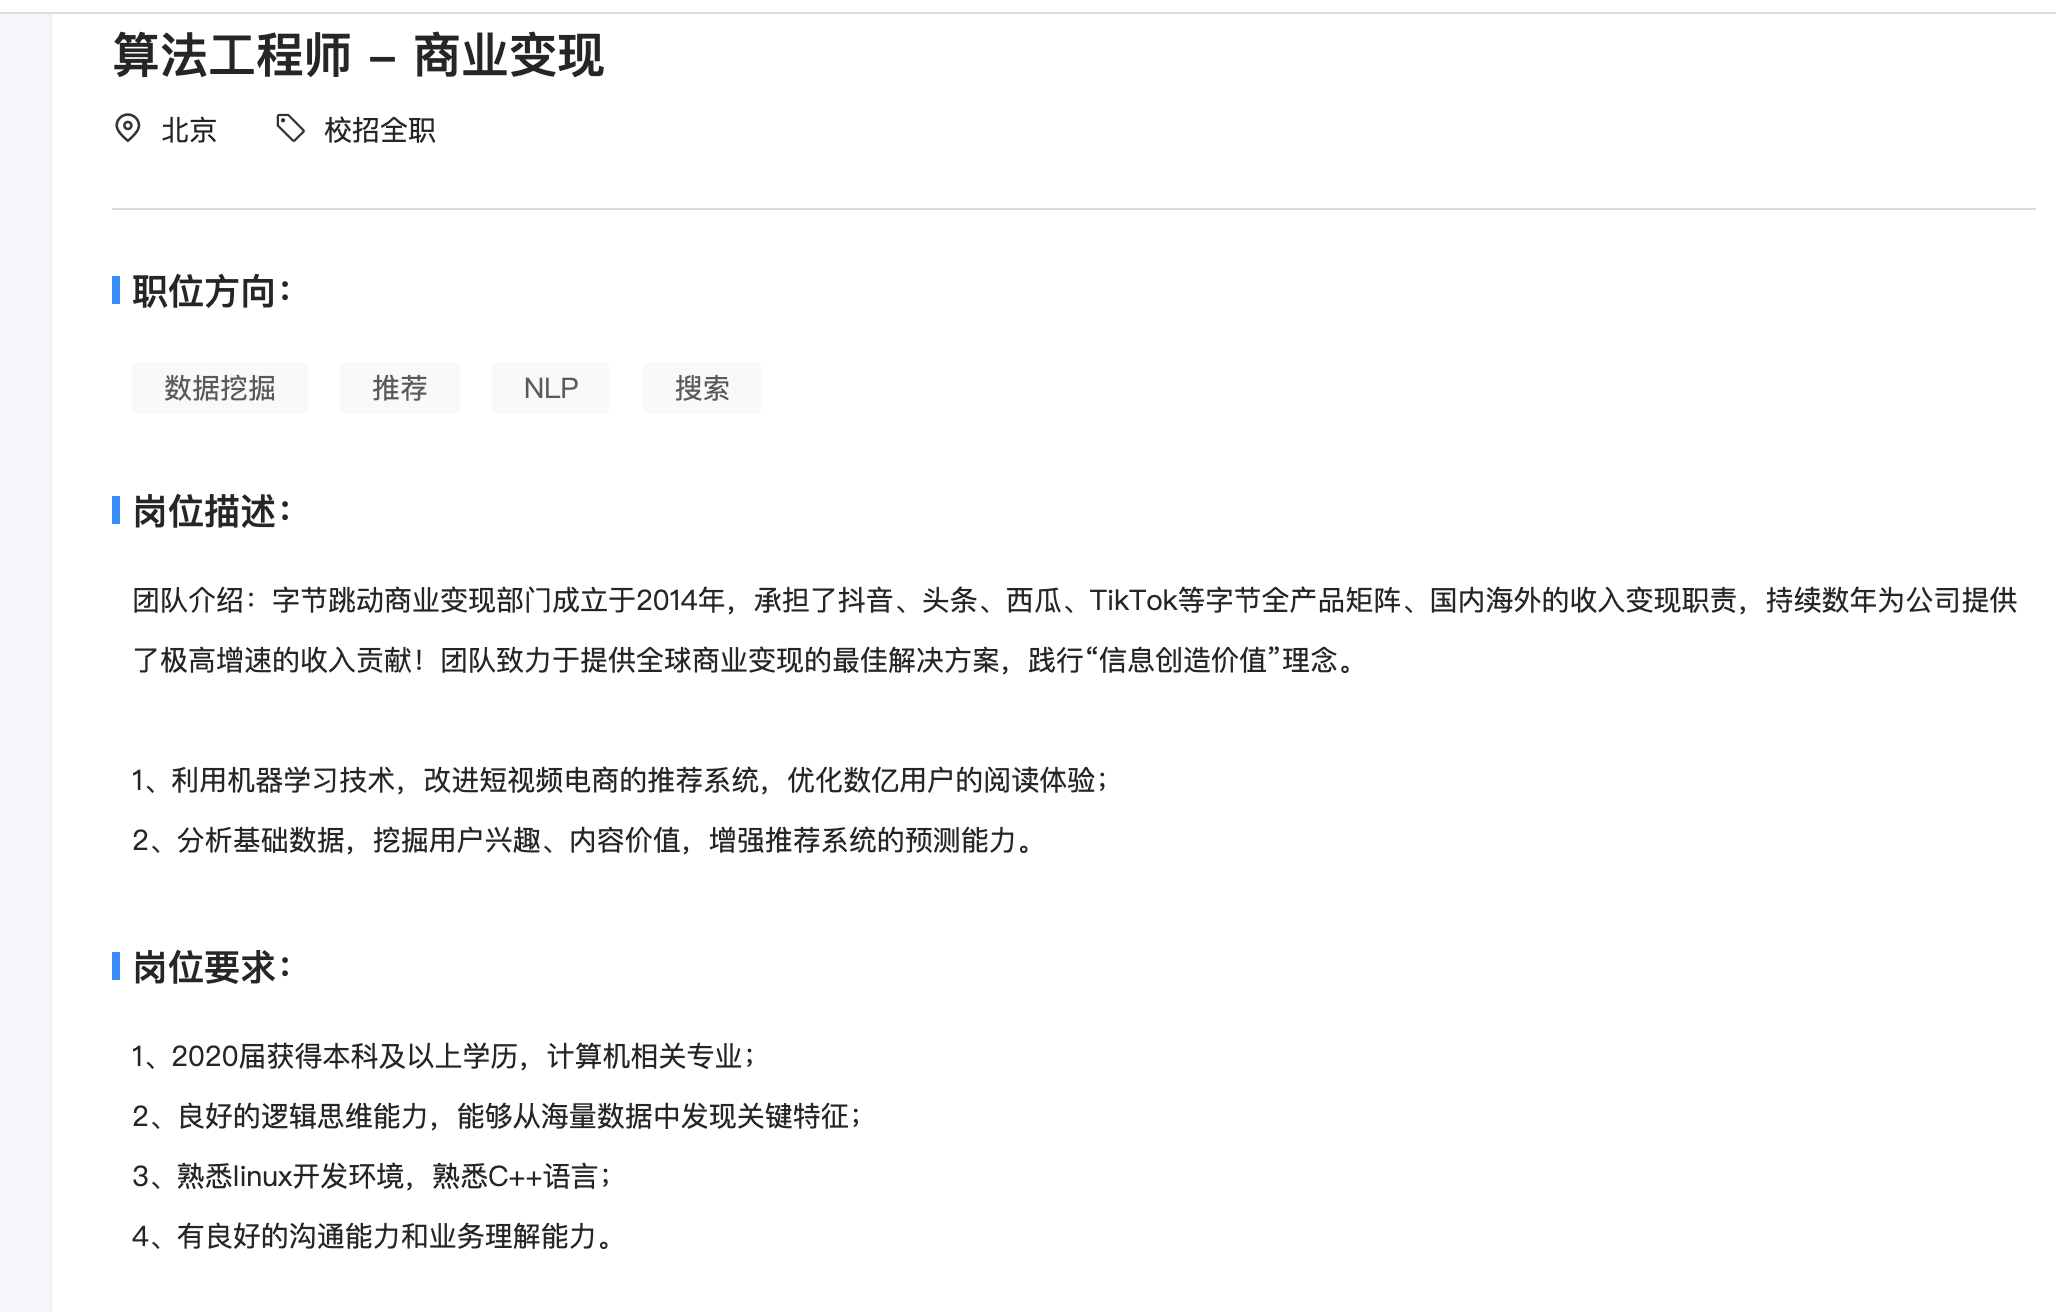 算法工程师 – 商业变现
北京 校招全职
职位方向：
数据挖掘 推荐 NLP 搜索
岗位描述：
团队介绍：字节跳动商业变现部门成立于2014年，承担了抖音、头条、西瓜、TikTok等字节全产品矩阵、国内海外的收入变现职责，持续数年为公司提供
了极高增速的收入贡献！团队致力于提供全球商业变现的最佳解决方案，践行“信息创造价值”理念。
1、利用机器学习技术，改进短视频电商的推荐系统，优化数亿用户的阅读体验；
2、分析基础数据，挖掘用户兴趣、内容价值，增强推荐系统的预测能力。
岗位要求：
1、2020届获得本科及以上学历，计算机相关专业；
2、良好的逻辑思维能力，能够从海量数据中发现关键特征；
3、熟悉linux开发环境，熟悉C++语言；
4、有良好的沟通能力和业务理解能力。